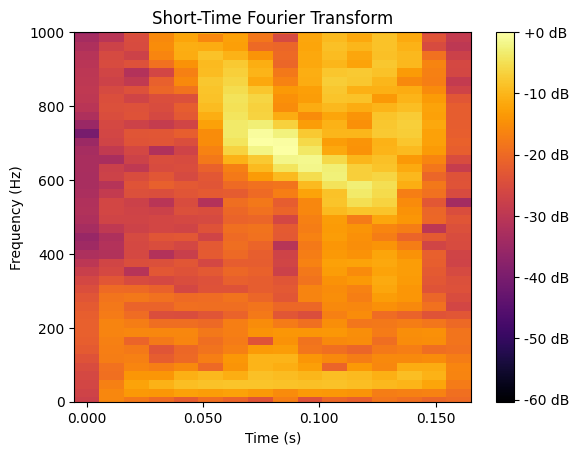 Short-Time Fourier Transform
1000
800
600
400
200
0
Frequency (Hz)
0.000
0.050
0.100
0.150
Time (s)
+0 dB
-10 dB
-20 dB
-30 dB
-40 dB
-50 dB
-60 dB